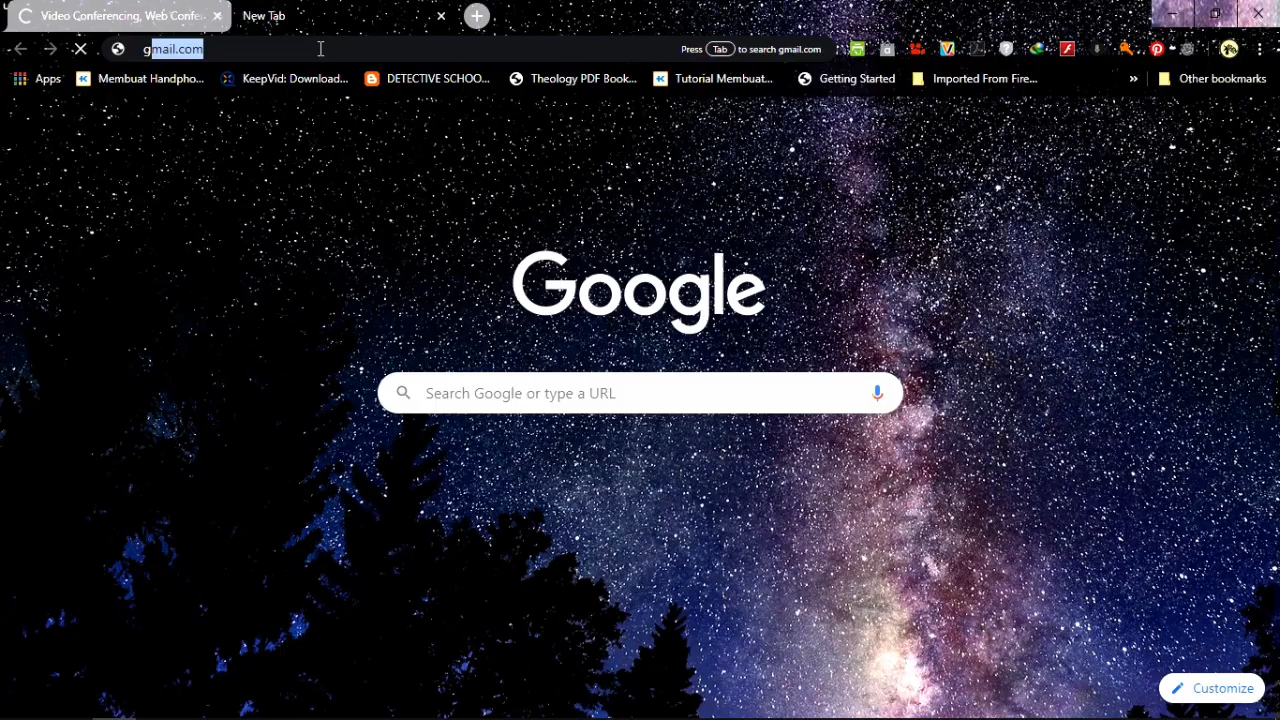 Video Conferencing, Web Confe
New Tab
gmail.com
Press Tab to search gmail.com
Apps
Membuat Handpho...
KeepVid: Download...
DETECTIVE SCHOO...
Theology PDF Book...
Tutorial Membuat...
Getting Started
Imported From Fire...
»
Other bookmarks
Google
Search Google or type a URL
Customize